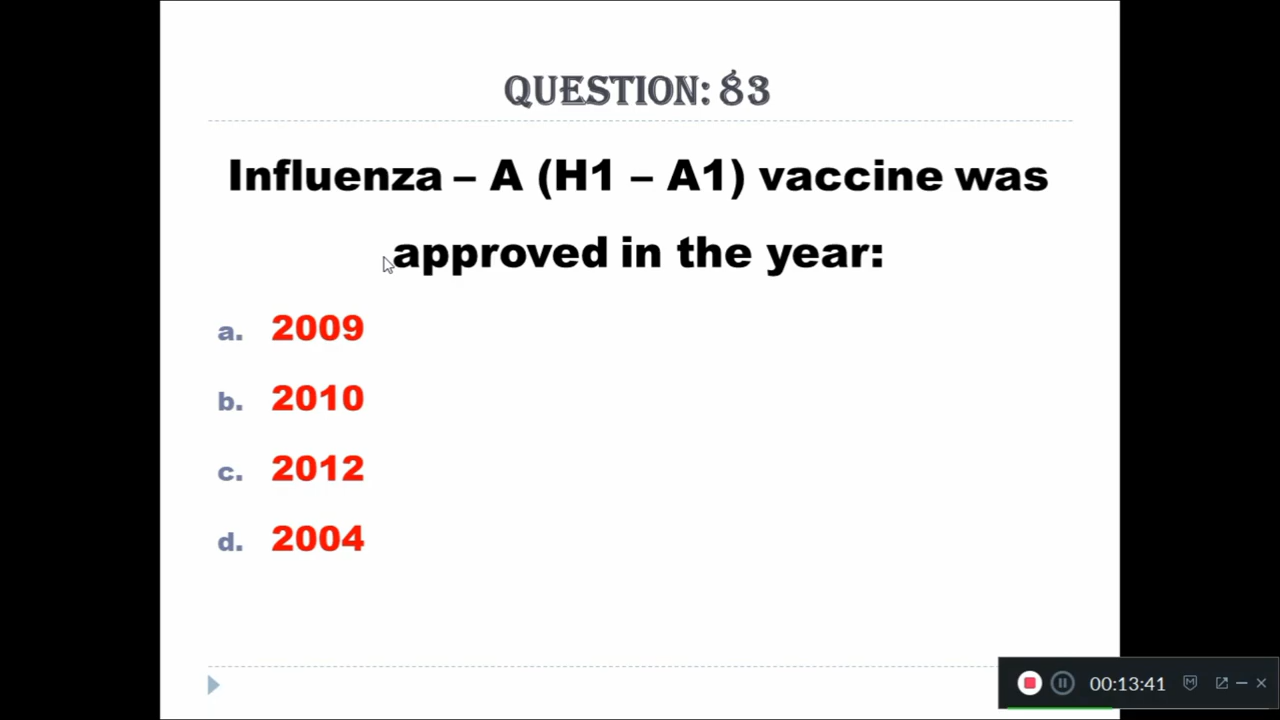 QUESTION: 83
Influenza – A (H1 – A1) vaccine was
approved in the year:
a. 2009
b. 2010
c. 2012
d. 2004
00:13:41